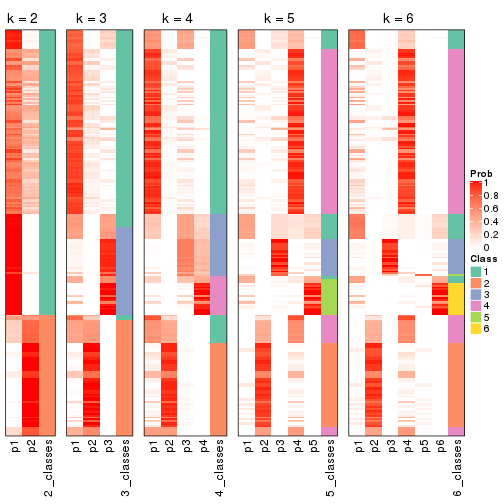 k = 2
k = 3
k = 4
k = 5
k = 6
p1
p2
2_classes
p1
p2
p3
3_classes
p1
p2
p3
p4
4_classes
p1
p2
p3
p4
p5
5_classes
p1
p2
p3
p4
p5
p6
6_classes
Prob
1
0.8
0.6
0.4
0.2
0
Class
1
2
3
4
5
6